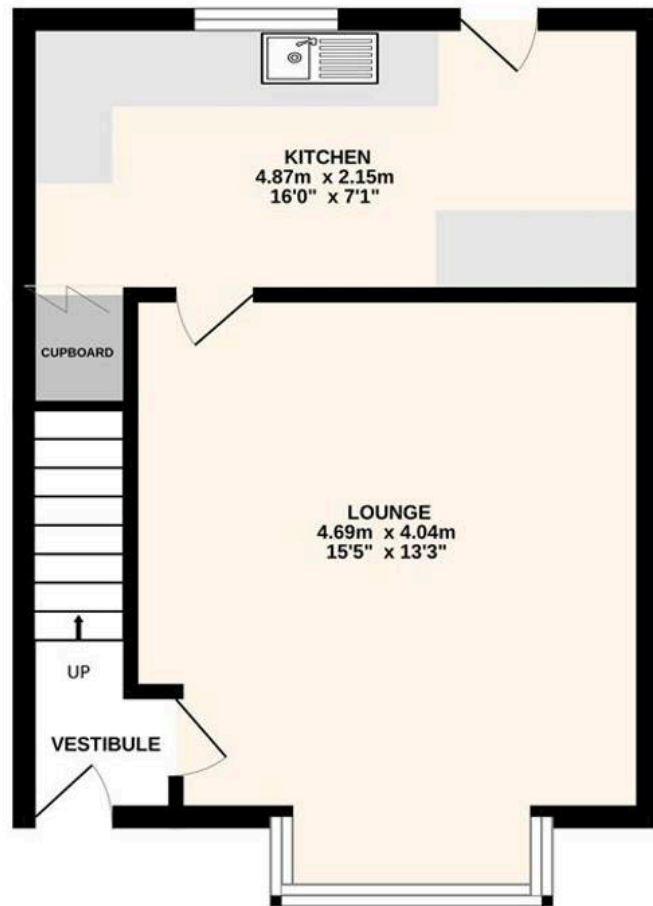 KITCHEN
4.87m x 2.15m
16'0" x 7'1"
CUPBOARD
LOUNGE
4.69m x 4.04m
15'5" x 13'3"
UP
VESTIBULE